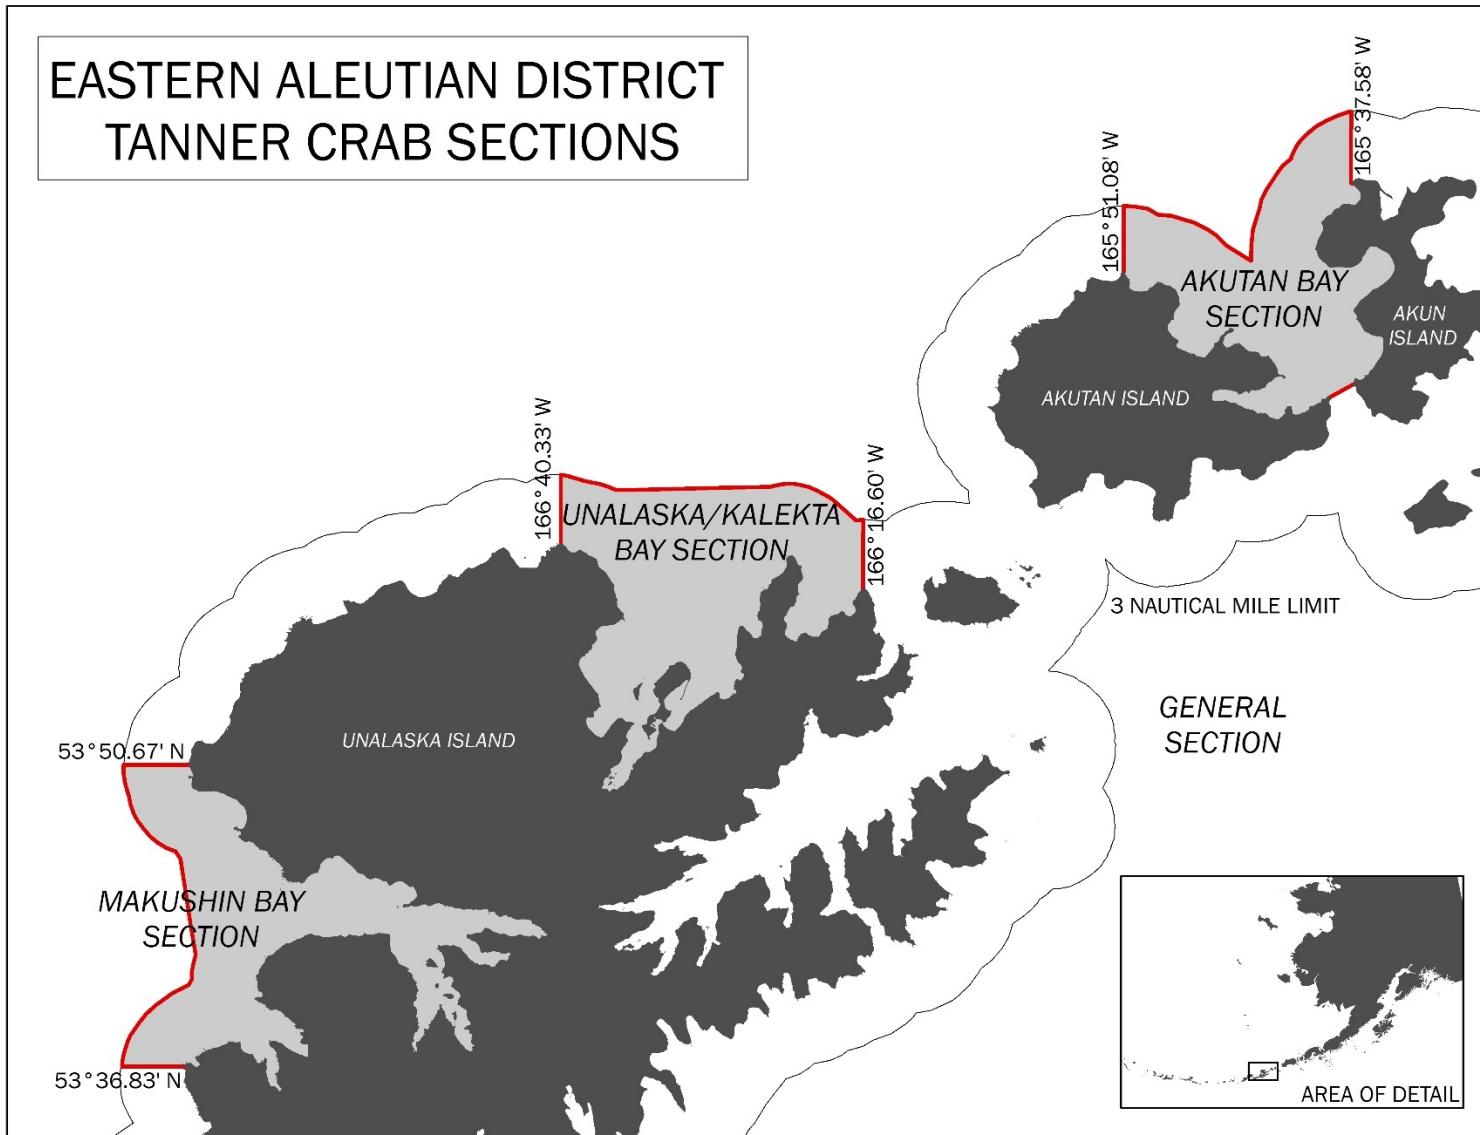 EASTERN ALEUTIAN DISTRICT
TANNER CRAB SECTIONS
165°51.08' W
165°37.58' W
AKUTAN BAY
SECTION
AKUN
ISLAND
AKUTAN ISLAND
166°40.33' W
166°16.60' W
UNALASKA/KALEKTA
BAY SECTION
3 NAUTICAL MILE LIMIT
GENERAL
SECTION
UNALASKA ISLAND
53°50.67' N
MAKUSHIN BAY
SECTION
53°36.83' N
AREA OF DETAIL